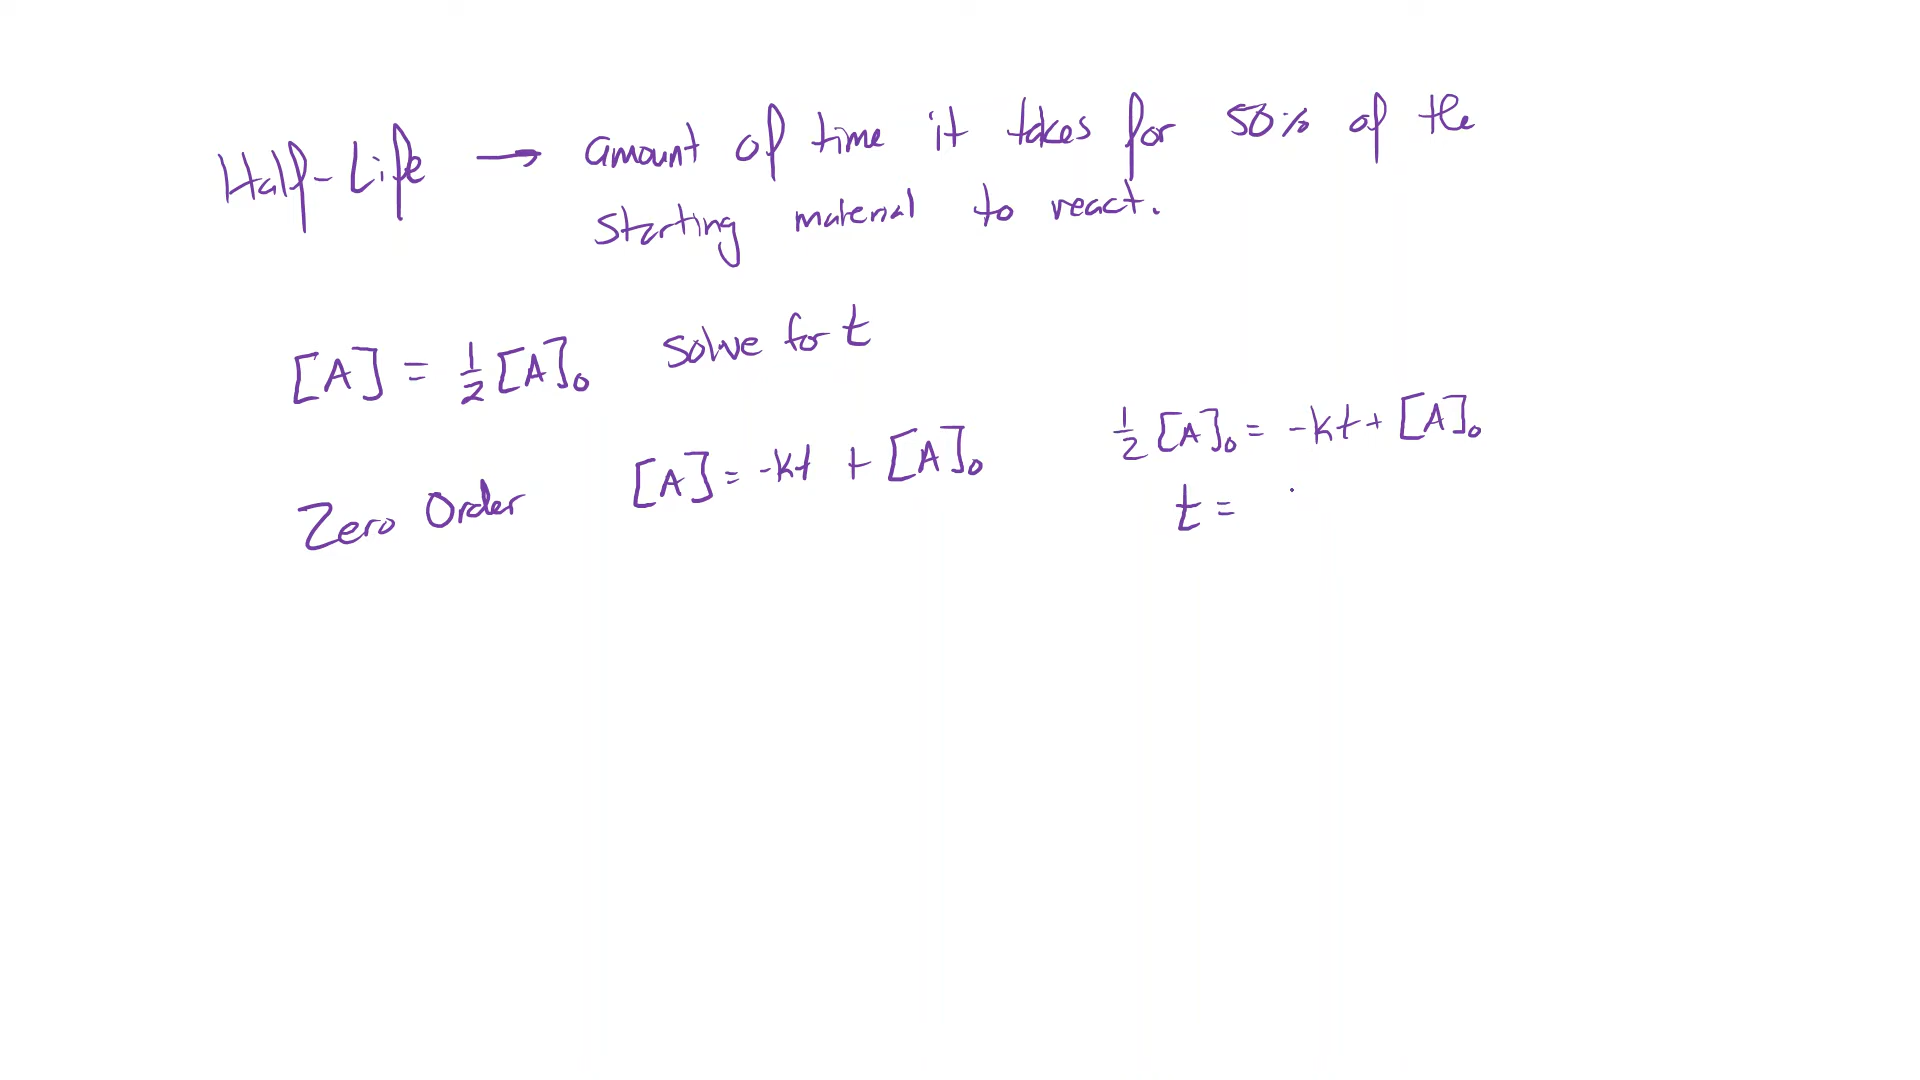 Half-Life → amount of time it takes for 50% of the
starting material to react.
[A] = 1/2 [A]₀ solve for t
Zero Order [A] = -kt + [A]₀
1/2 [A]₀ = -kt + [A]₀
t =